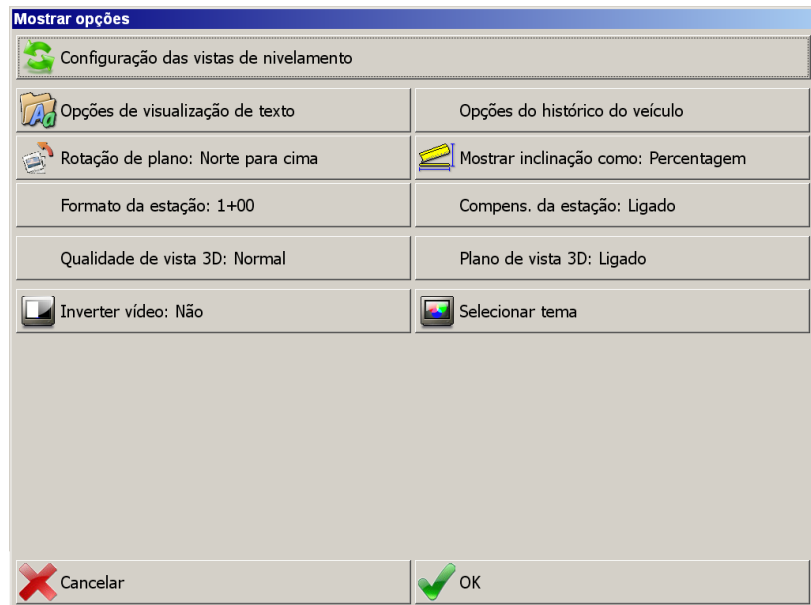 Mostrar opções
Configuração das vistas de nivelamento
Opções de visualização de texto
Opções do histórico do veículo
Rotação de plano: Norte para cima
Mostrar inclinação como: Percentagem
Formato da estação: 1+00
Compens. da estação: Ligado
Qualidade de vista 3D: Normal
Plano de vista 3D: Ligado
Inverter vídeo: Não
Selecionar tema
Cancelar
OK